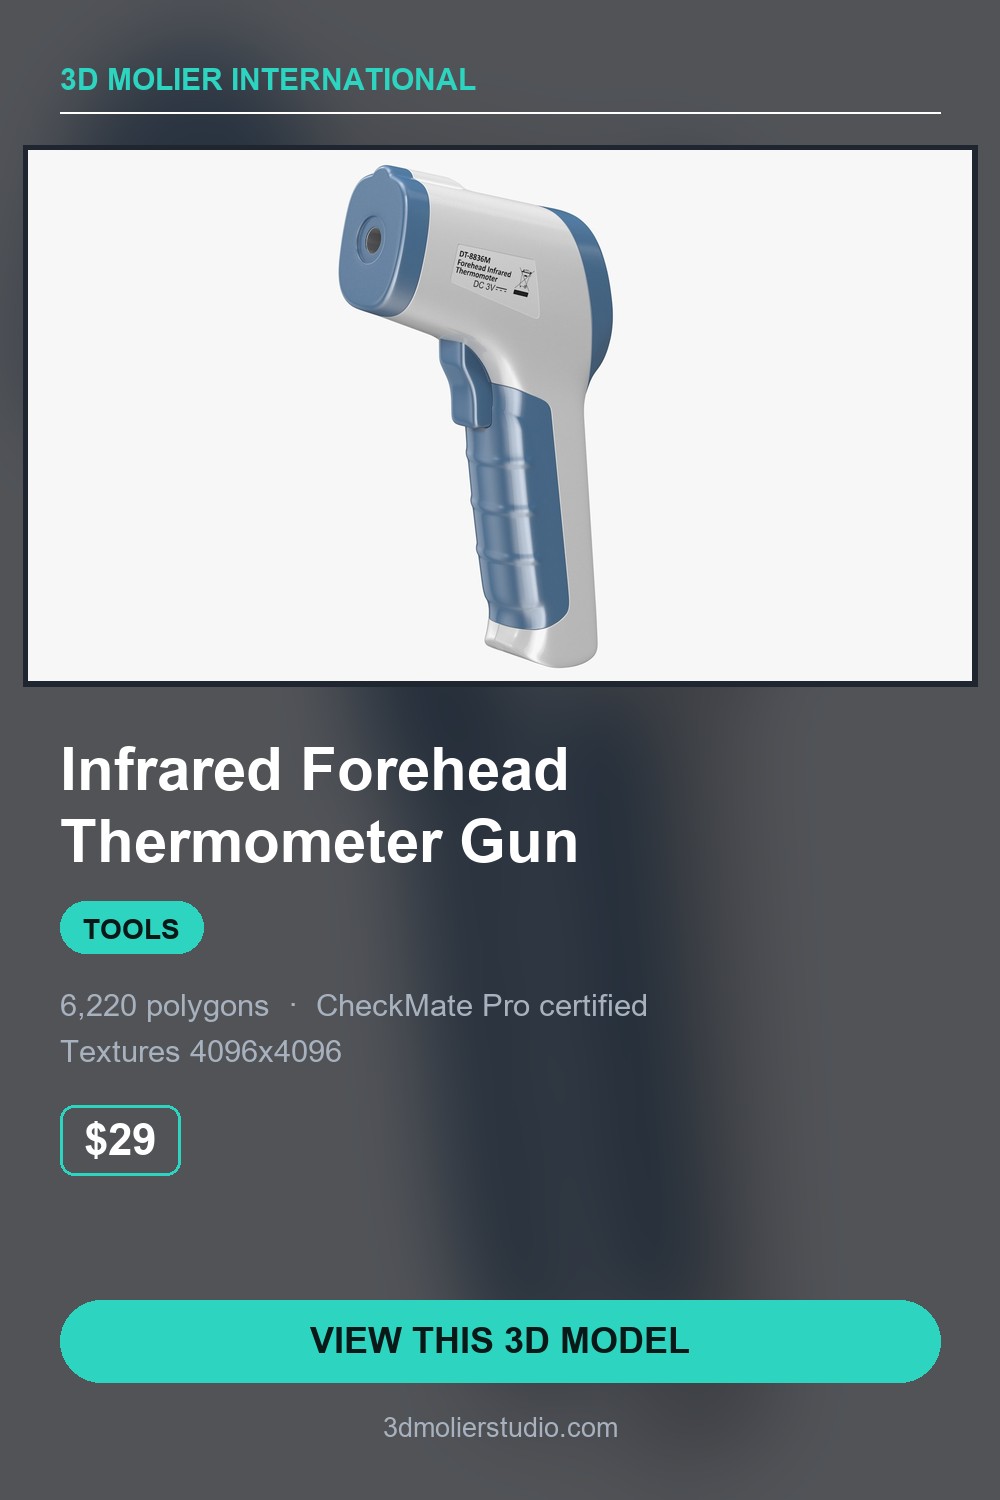 3D MOLIER INTERNATIONAL
DT-8836M
Forehead Infrared
Thermometer
DC 3V
Infrared Forehead
Thermometer Gun
TOOLS
6,220 polygons · CheckMate Pro certified
Textures 4096x4096
$29
VIEW THIS 3D MODEL
3dmolierstudio.com